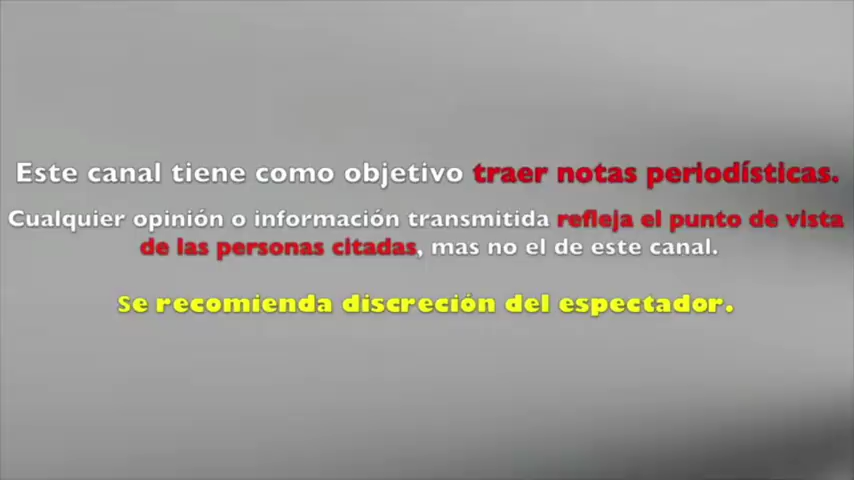 Este canal tiene como objetivo traer notas periodísticas.
Cualquier opinión o información transmitida refleja el punto de vista
de las personas citadas, mas no el de este canal.
Se recomienda discreción del espectador.